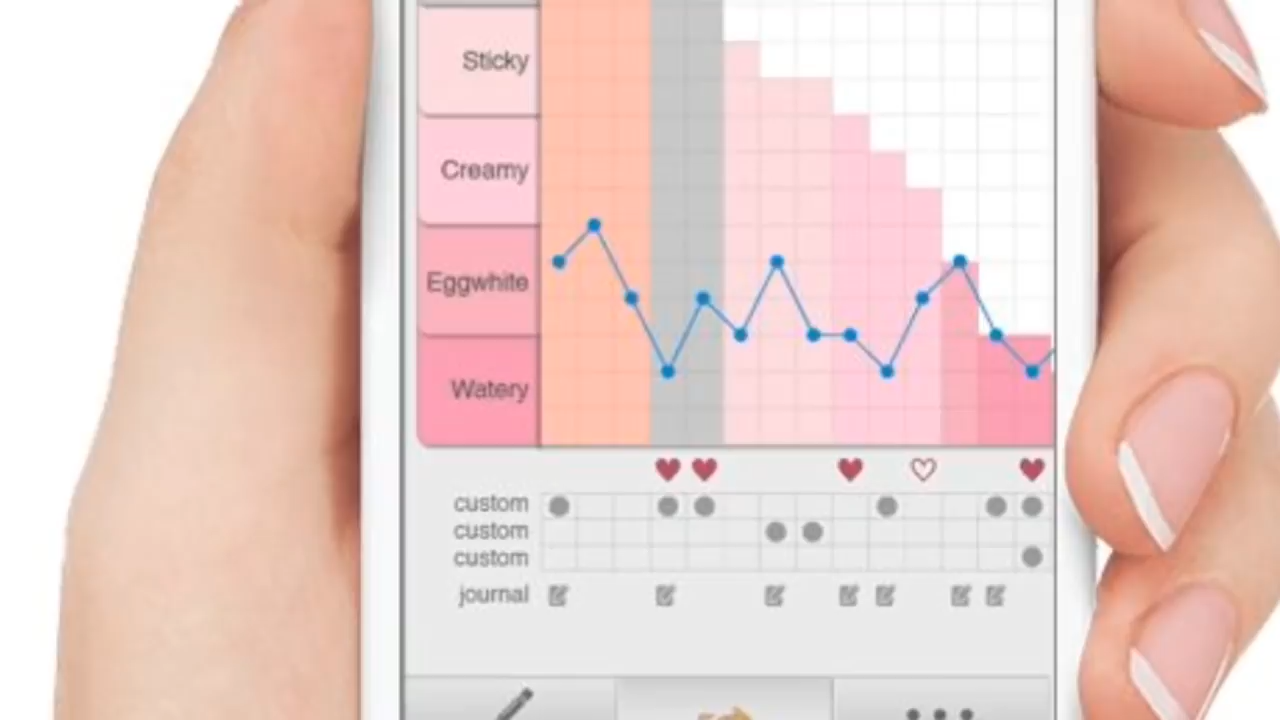 Sticky
Creamy
Eggwhite
Watery
custom
custom
custom
journal